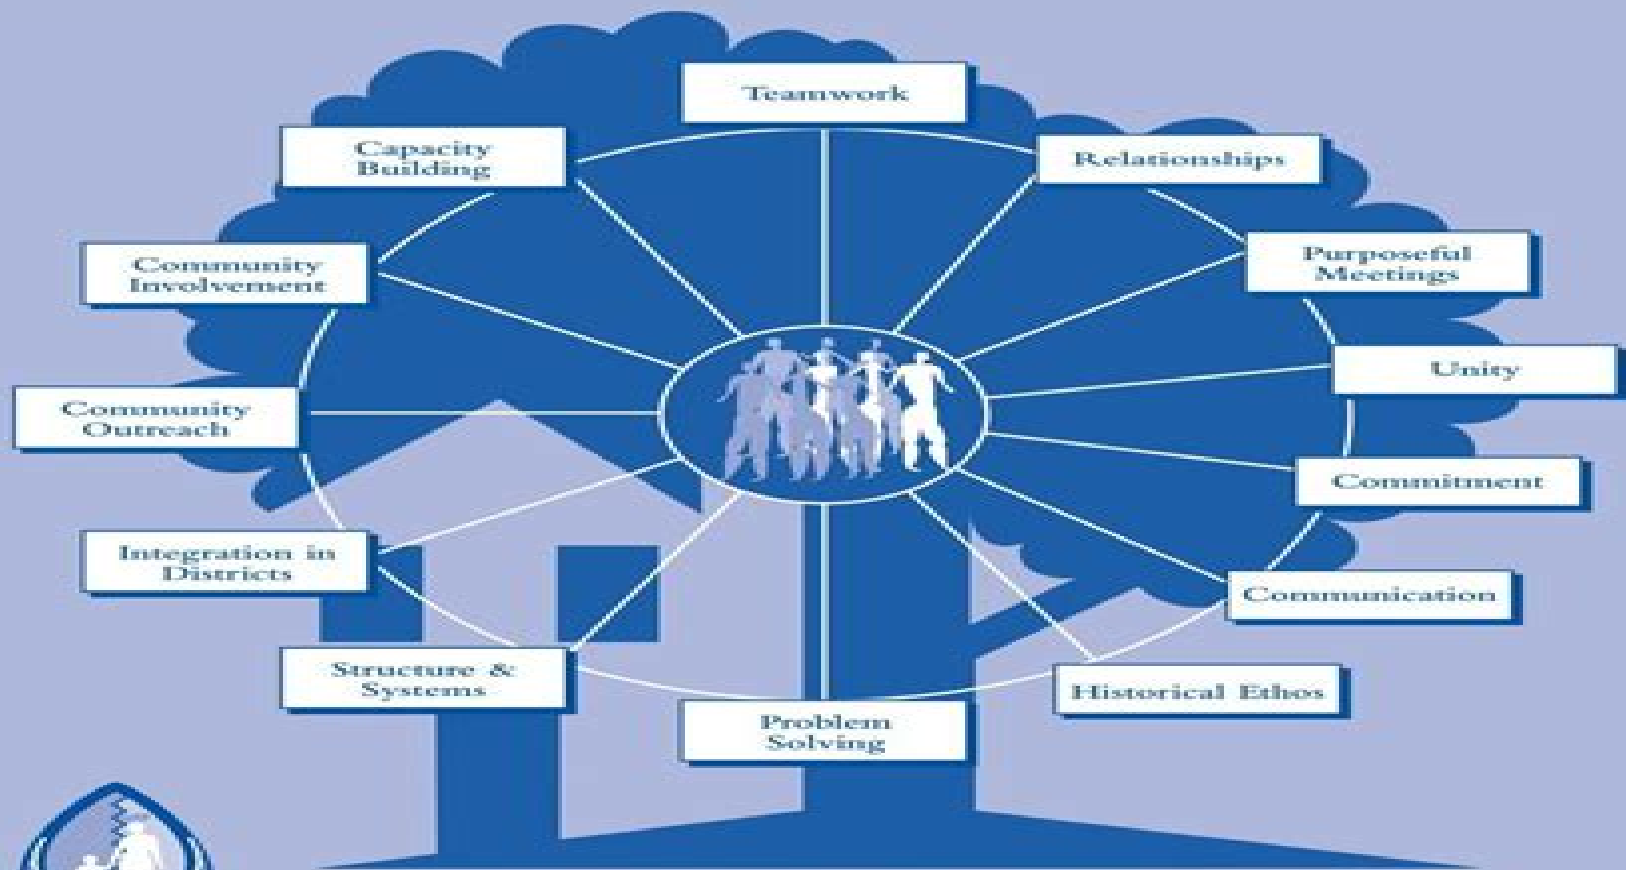 Teamwork
Relationships
Purposeful
Meetings
Unity
Commitment
Communication
Historical Ethos
Problem
Solving
Structure &
Systems
Integration in
Districts
Community
Outreach
Community
Involvement
Capacity
Building